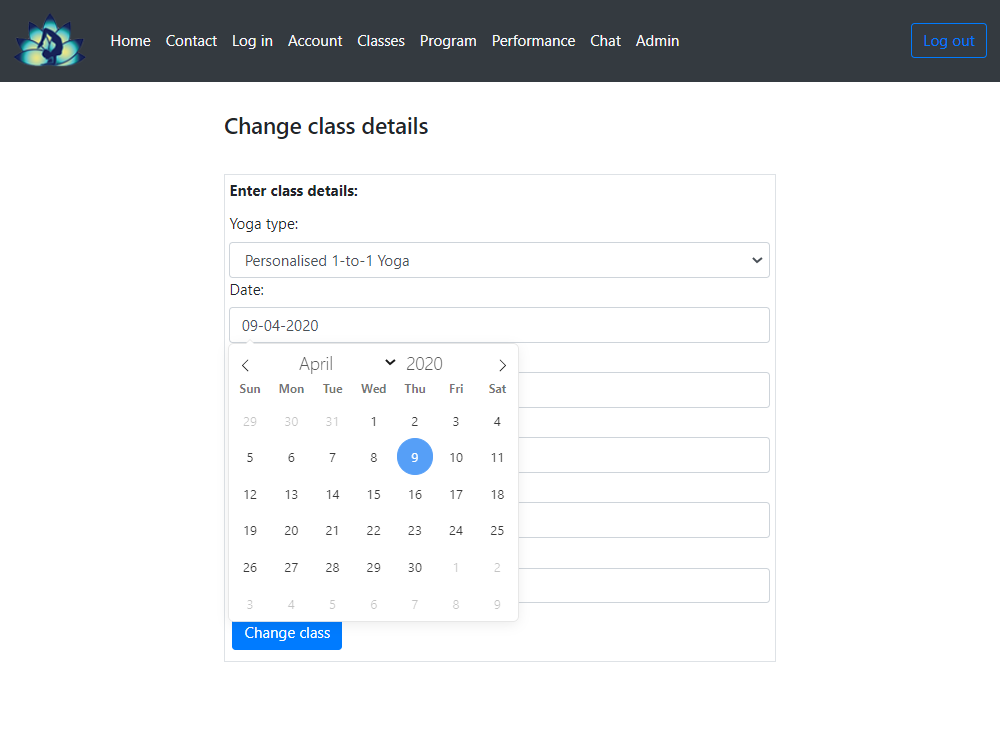 Home Contact Log in Account Classes Program Performance Chat Admin Log out
Change class details
Enter class details:
Yoga type:
Personalised 1-to-1 Yoga
Date:
09-04-2020
April 2020
Sun Mon Tue Wed Thu Fri Sat
29 30 31 1 2 3 4
5 6 7 8 9 10 11
12 13 14 15 16 17 18
19 20 21 22 23 24 25
26 27 28 29 30 1 2
3 4 5 6 7 8 9
Change class